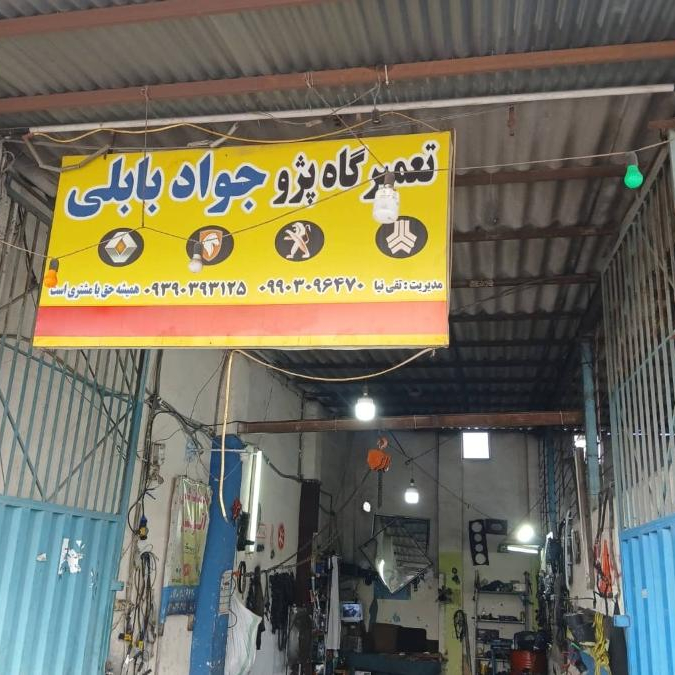 تعمیرگاه پژو جواد بابلی
مدیریت : تقی نیا ۰۹۹۰۳۰۹۶۴۷۰ ۰۹۳۹۰۳۹۳۱۲۵ همیشه حق با مشتری است